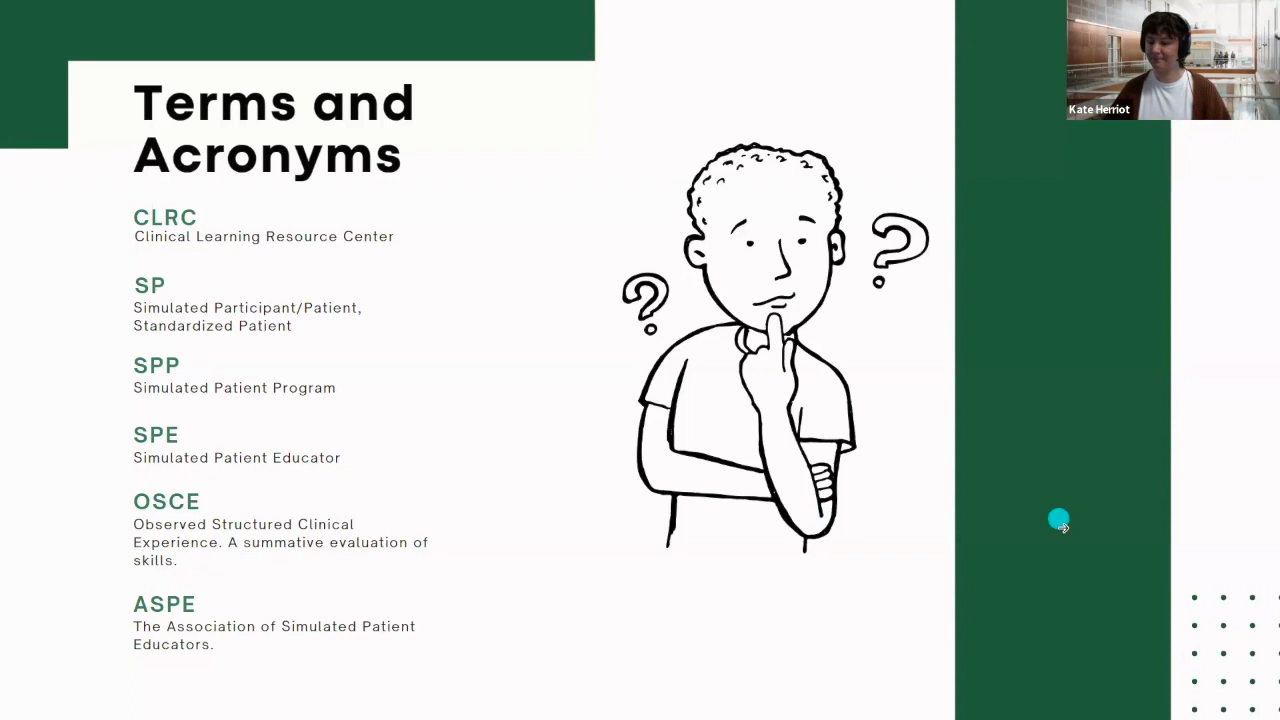 Terms and
Acronyms
CLRC
Clinical Learning Resource Center
SP
Simulated Participant/Patient,
Standardized Patient
SPP
Simulated Patient Program
SPE
Simulated Patient Educator
OSCE
Observed Structured Clinical
Experience. A summative evaluation of
skills.
ASPE
The Association of Simulated Patient
Educators.
?
?
Kate Herriot